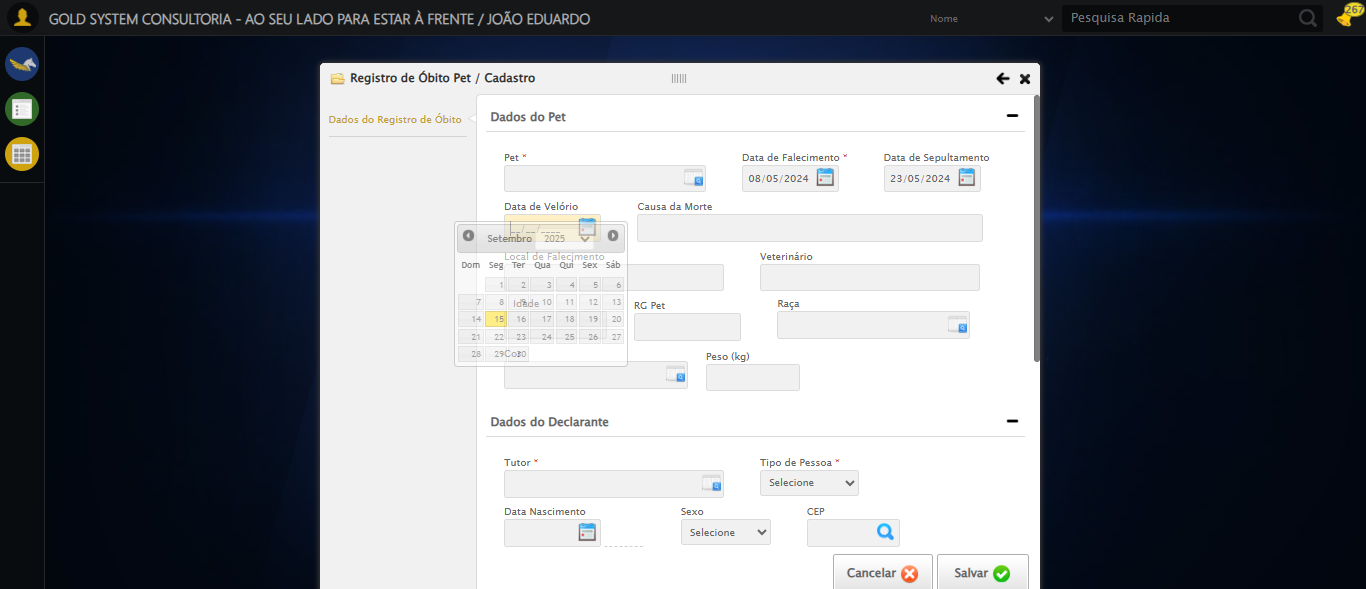 GOLD SYSTEM CONSULTORIA - AO SEU LADO PARA ESTAR À FRENTE / JOÃO EDUARDO
Nome
Pesquisa Rapida
267
Registro de Óbito Pet / Cadastro
Dados do Registro de Óbito
Dados do Pet
Pet *
Data de Falecimento *
Data de Sepultamento
08/05/2024
23/05/2024
Data de Velório
Causa da Morte
__/__/____
Setembro 2025
Local de Falecimento
Veterinário
Dom Seg Ter Qua Qui Sex Sáb
1 2 3 4 5 6
7 8 9 10 11 12 13
Idade
RG Pet
Raça
14 15 16 17 18 19 20
21 22 23 24 25 26 27
28 29 30
Cor
Peso (kg)
Dados do Declarante
Tutor *
Tipo de Pessoa *
Selecione
Data Nascimento
Sexo
CEP
Selecione
Cancelar
Salvar